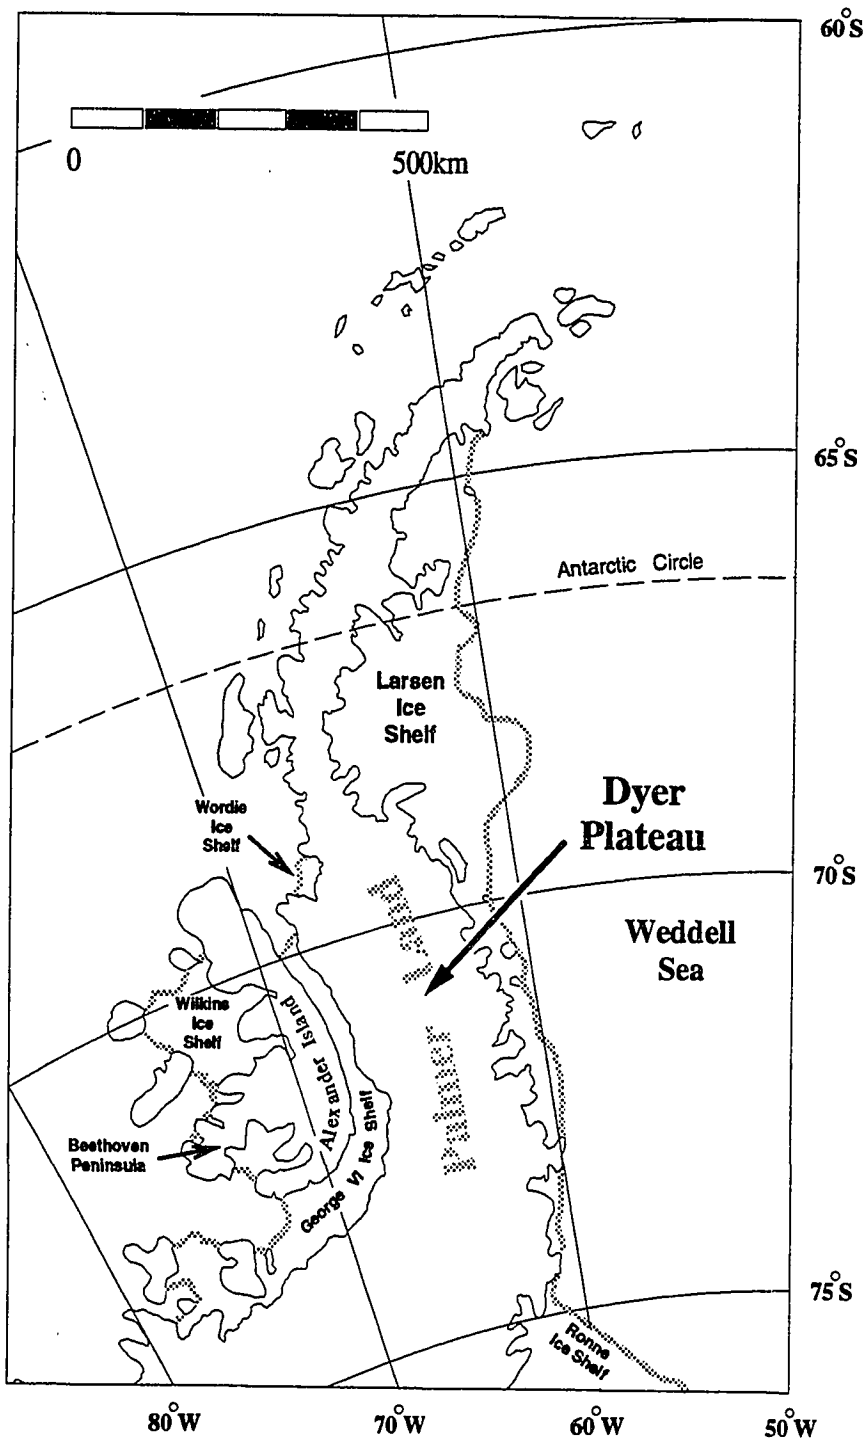 60°S
0
500km
65°S
Antarctic Circle
Larsen
Ice
Shelf
Wordie
Ice
Shelf
Dyer
Plateau
70°S
Palmer Land
Weddell
Sea
Wilkins
Ice
Shelf
Alexander Island
George VI Ice Shelf
Beethoven
Peninsula
75°S
Ronne
Ice Shelf
80°W
70°W
60°W
50°W